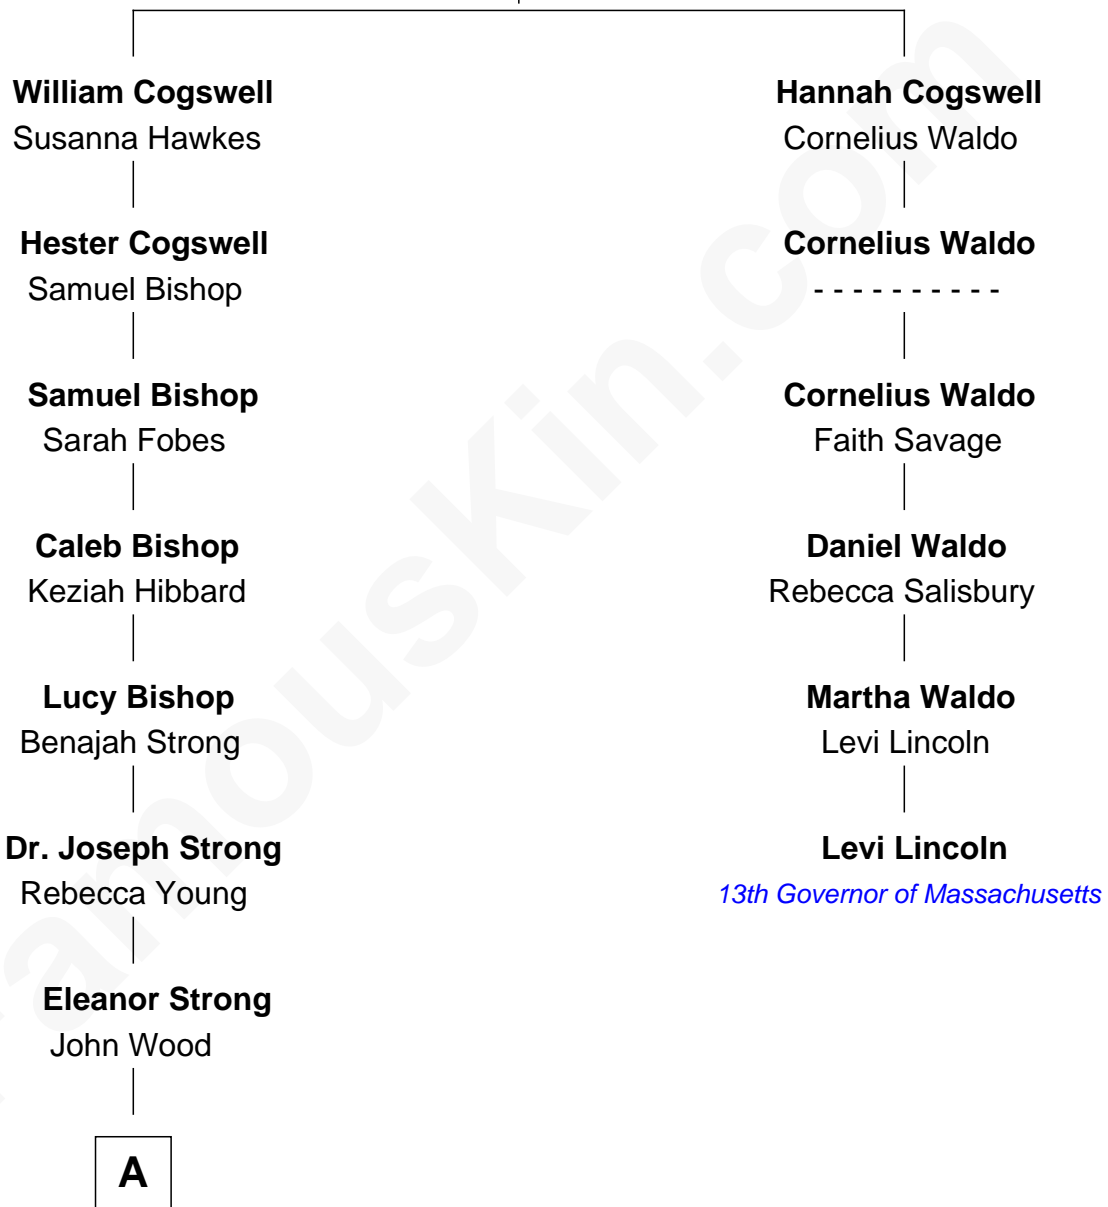 William Cogswell
Susanna Hawkes
Hester Cogswell
Samuel Bishop
Samuel Bishop
Sarah Fobes
Caleb Bishop
Keziah Hibbard
Lucy Bishop
Benajah Strong
Dr. Joseph Strong
Rebecca Young
Eleanor Strong
John Wood
A
Hannah Cogswell
Cornelius Waldo
Cornelius Waldo
- - - - - - - - - -
Cornelius Waldo
Faith Savage
Daniel Waldo
Rebecca Salisbury
Martha Waldo
Levi Lincoln
Levi Lincoln
13th Governor of Massachusetts
FamousKin.com